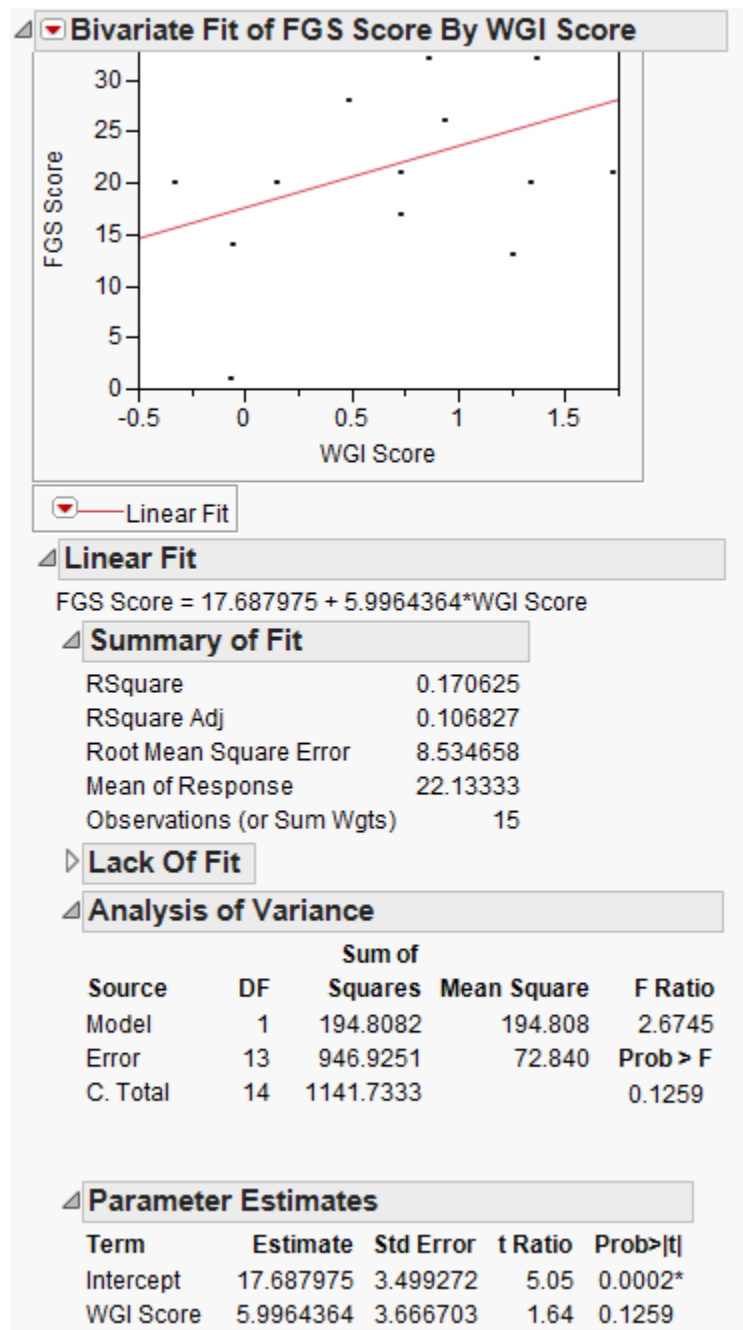 Bivariate Fit of FGS Score By WGI Score
30
25
20
15
10
5
0
FGS Score
-0.5 0 0.5 1 1.5
WGI Score
Linear Fit
Linear Fit
FGS Score = 17.687975 + 5.9964364*WGI Score
Summary of Fit
RSquare 0.170625
RSquare Adj 0.106827
Root Mean Square Error 8.534658
Mean of Response 22.13333
Observations (or Sum Wgts) 15
Lack Of Fit
Analysis of Variance
Sum of
Source DF Squares Mean Square F Ratio
Model 1 194.8082 194.808 2.6745
Error 13 946.9251 72.840 Prob > F
C. Total 14 1141.7333 0.1259
Parameter Estimates
Term Estimate Std Error t Ratio Prob>|t|
Intercept 17.687975 3.499272 5.05 0.0002*
WGI Score 5.9964364 3.666703 1.64 0.1259